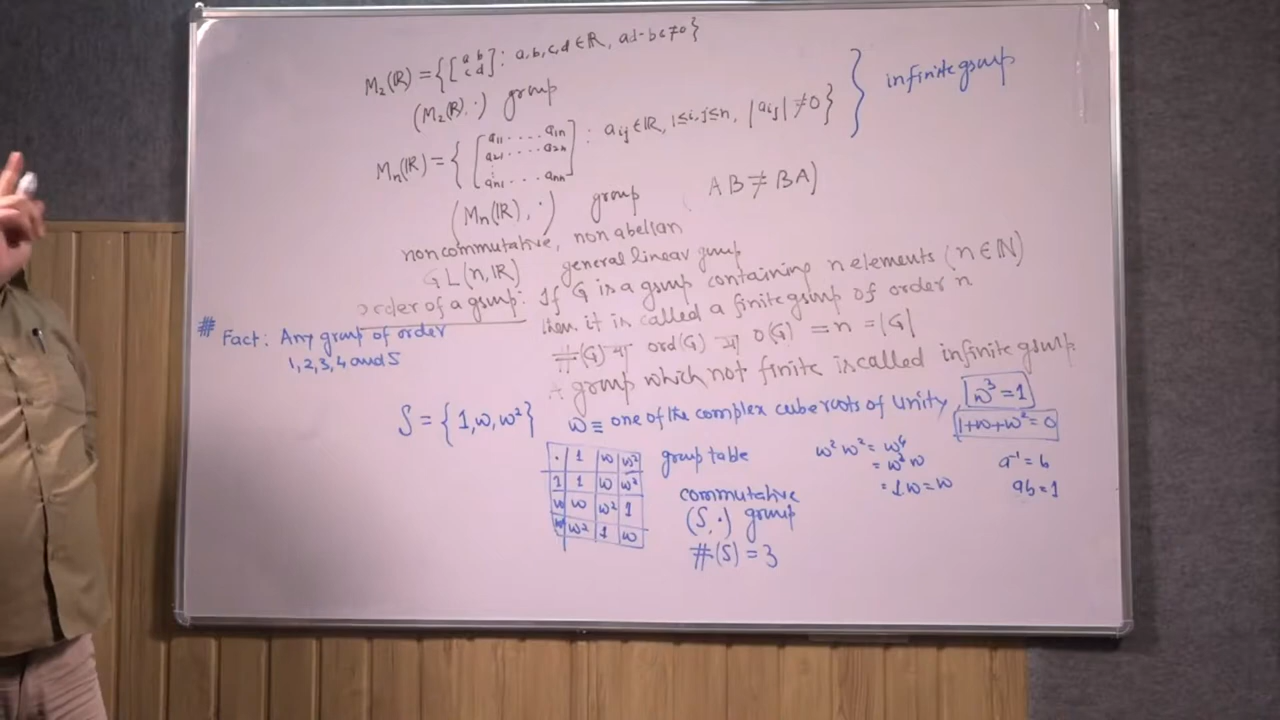 M₂(ℝ) = { [a b c d] : a, b, c, d ∈ ℝ, ad-bc ≠ 0 }
(M₂(ℝ), ·) group
Mₙ(ℝ) = { [a₁₁ .... a₁ₙ
a₂₁ .... a₂ₙ
⋮
aₙ₁ ... aₙₙ] : aᵢⱼ ∈ ℝ, 1≤i, j≤n, |aᵢⱼ| ≠ 0 }
} infinite group
(Mₙ(ℝ), ·) group
AB ≠ BA)
noncommutative, non abelian
GL(n, ℝ) general linear group
order of a group: If G is a group containing n elements (n ∈ ℕ)
then it is called a finite group of order n
#(G) या ord(G) या o(G) = n = |G|
A group which not finite is called infinite group.
# Fact: Any group of order
1, 2, 3, 4 and 5
S = { 1, w, w² } w ≡ one of the complex cube roots of Unity, w³ = 1
1+w+w² = 0
· 1 w w²
1 1 w w²
w w w² 1
w² w² 1 w
group table
commutative
(S, ·) group
#(S) = 3
w² w² = w⁴
= w³ w
= 1.w = w
a⁻¹ = b
ab = 1